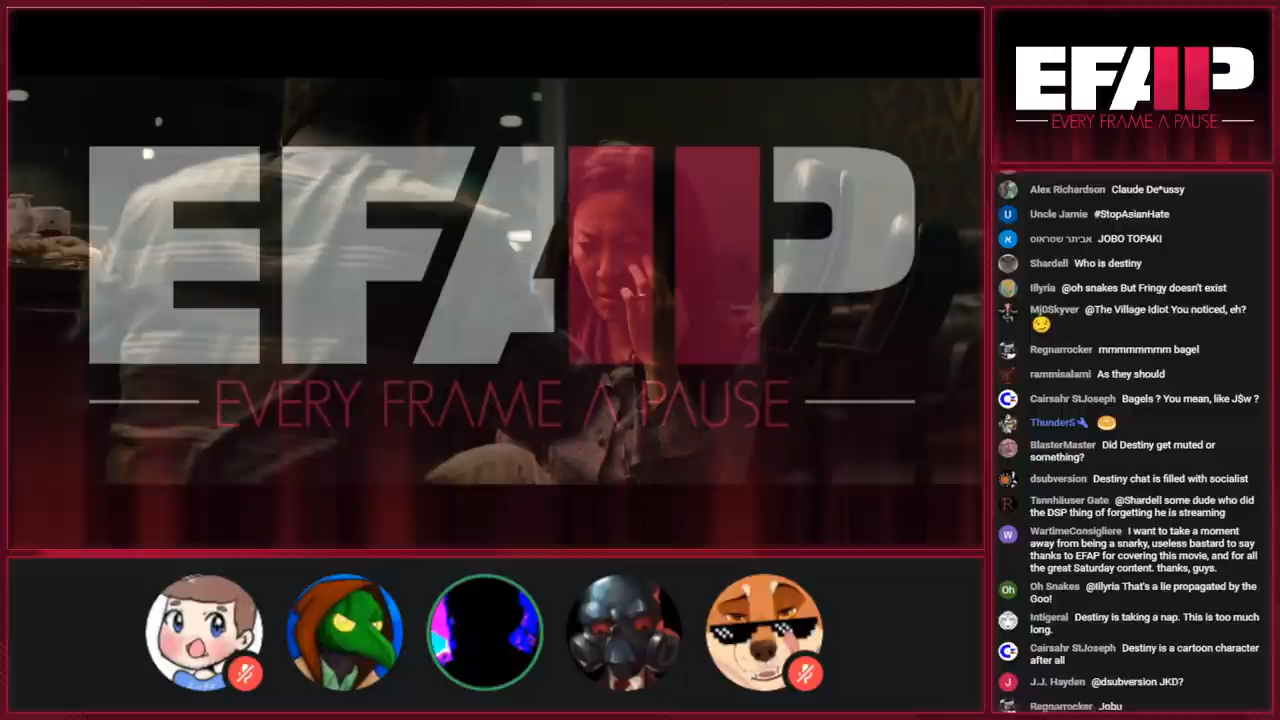 EFAP
EVERY FRAME A PAUSE
EFAP
EVERY FRAME A PAUSE
Alex Richardson Claude De*ussy
Uncle Jamie #StopAsianHate
אביתר שטראוס JOBO TOPAKI
Shardell Who is destiny
Illyria @oh snakes But Fringy doesn't exist
Mj0Skyver @The Village Idiot You noticed, eh?
😏
Regnarrocker mmmmmmmm bagel
rammisalami As they should
Cairsahr StJoseph Bagels ? You mean, like J$w ?
ThunderS 🥯
BlasterMaster Did Destiny get muted or
something?
dsubversion Destiny chat is filled with socialist
Tannhäuser Gate @Shardell some dude who did
the DSP thing of forgetting he is streaming
W WartimeConsigliere I want to take a moment
away from being a snarky, useless bastard to say
thanks to EFAP for covering this movie, and for all
the great Saturday content. thanks, guys.
Oh Oh Snakes @Illyria That's a lie propagated by the
Goo!
Intigeral Destiny is taking a nap. This is too much
long.
Cairsahr StJoseph Destiny is a cartoon character
after all
J J.J. Hayden @dsubversion JKD?
Ragnarrocker Jobu